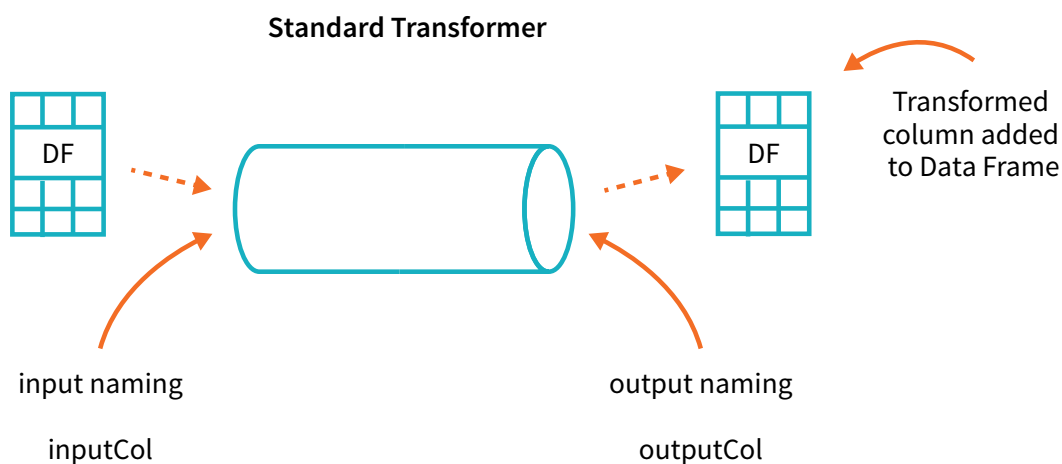 Standard Transformer
DF
DF
Transformed
column added
to Data Frame
input naming
output naming
inputCol
outputCol